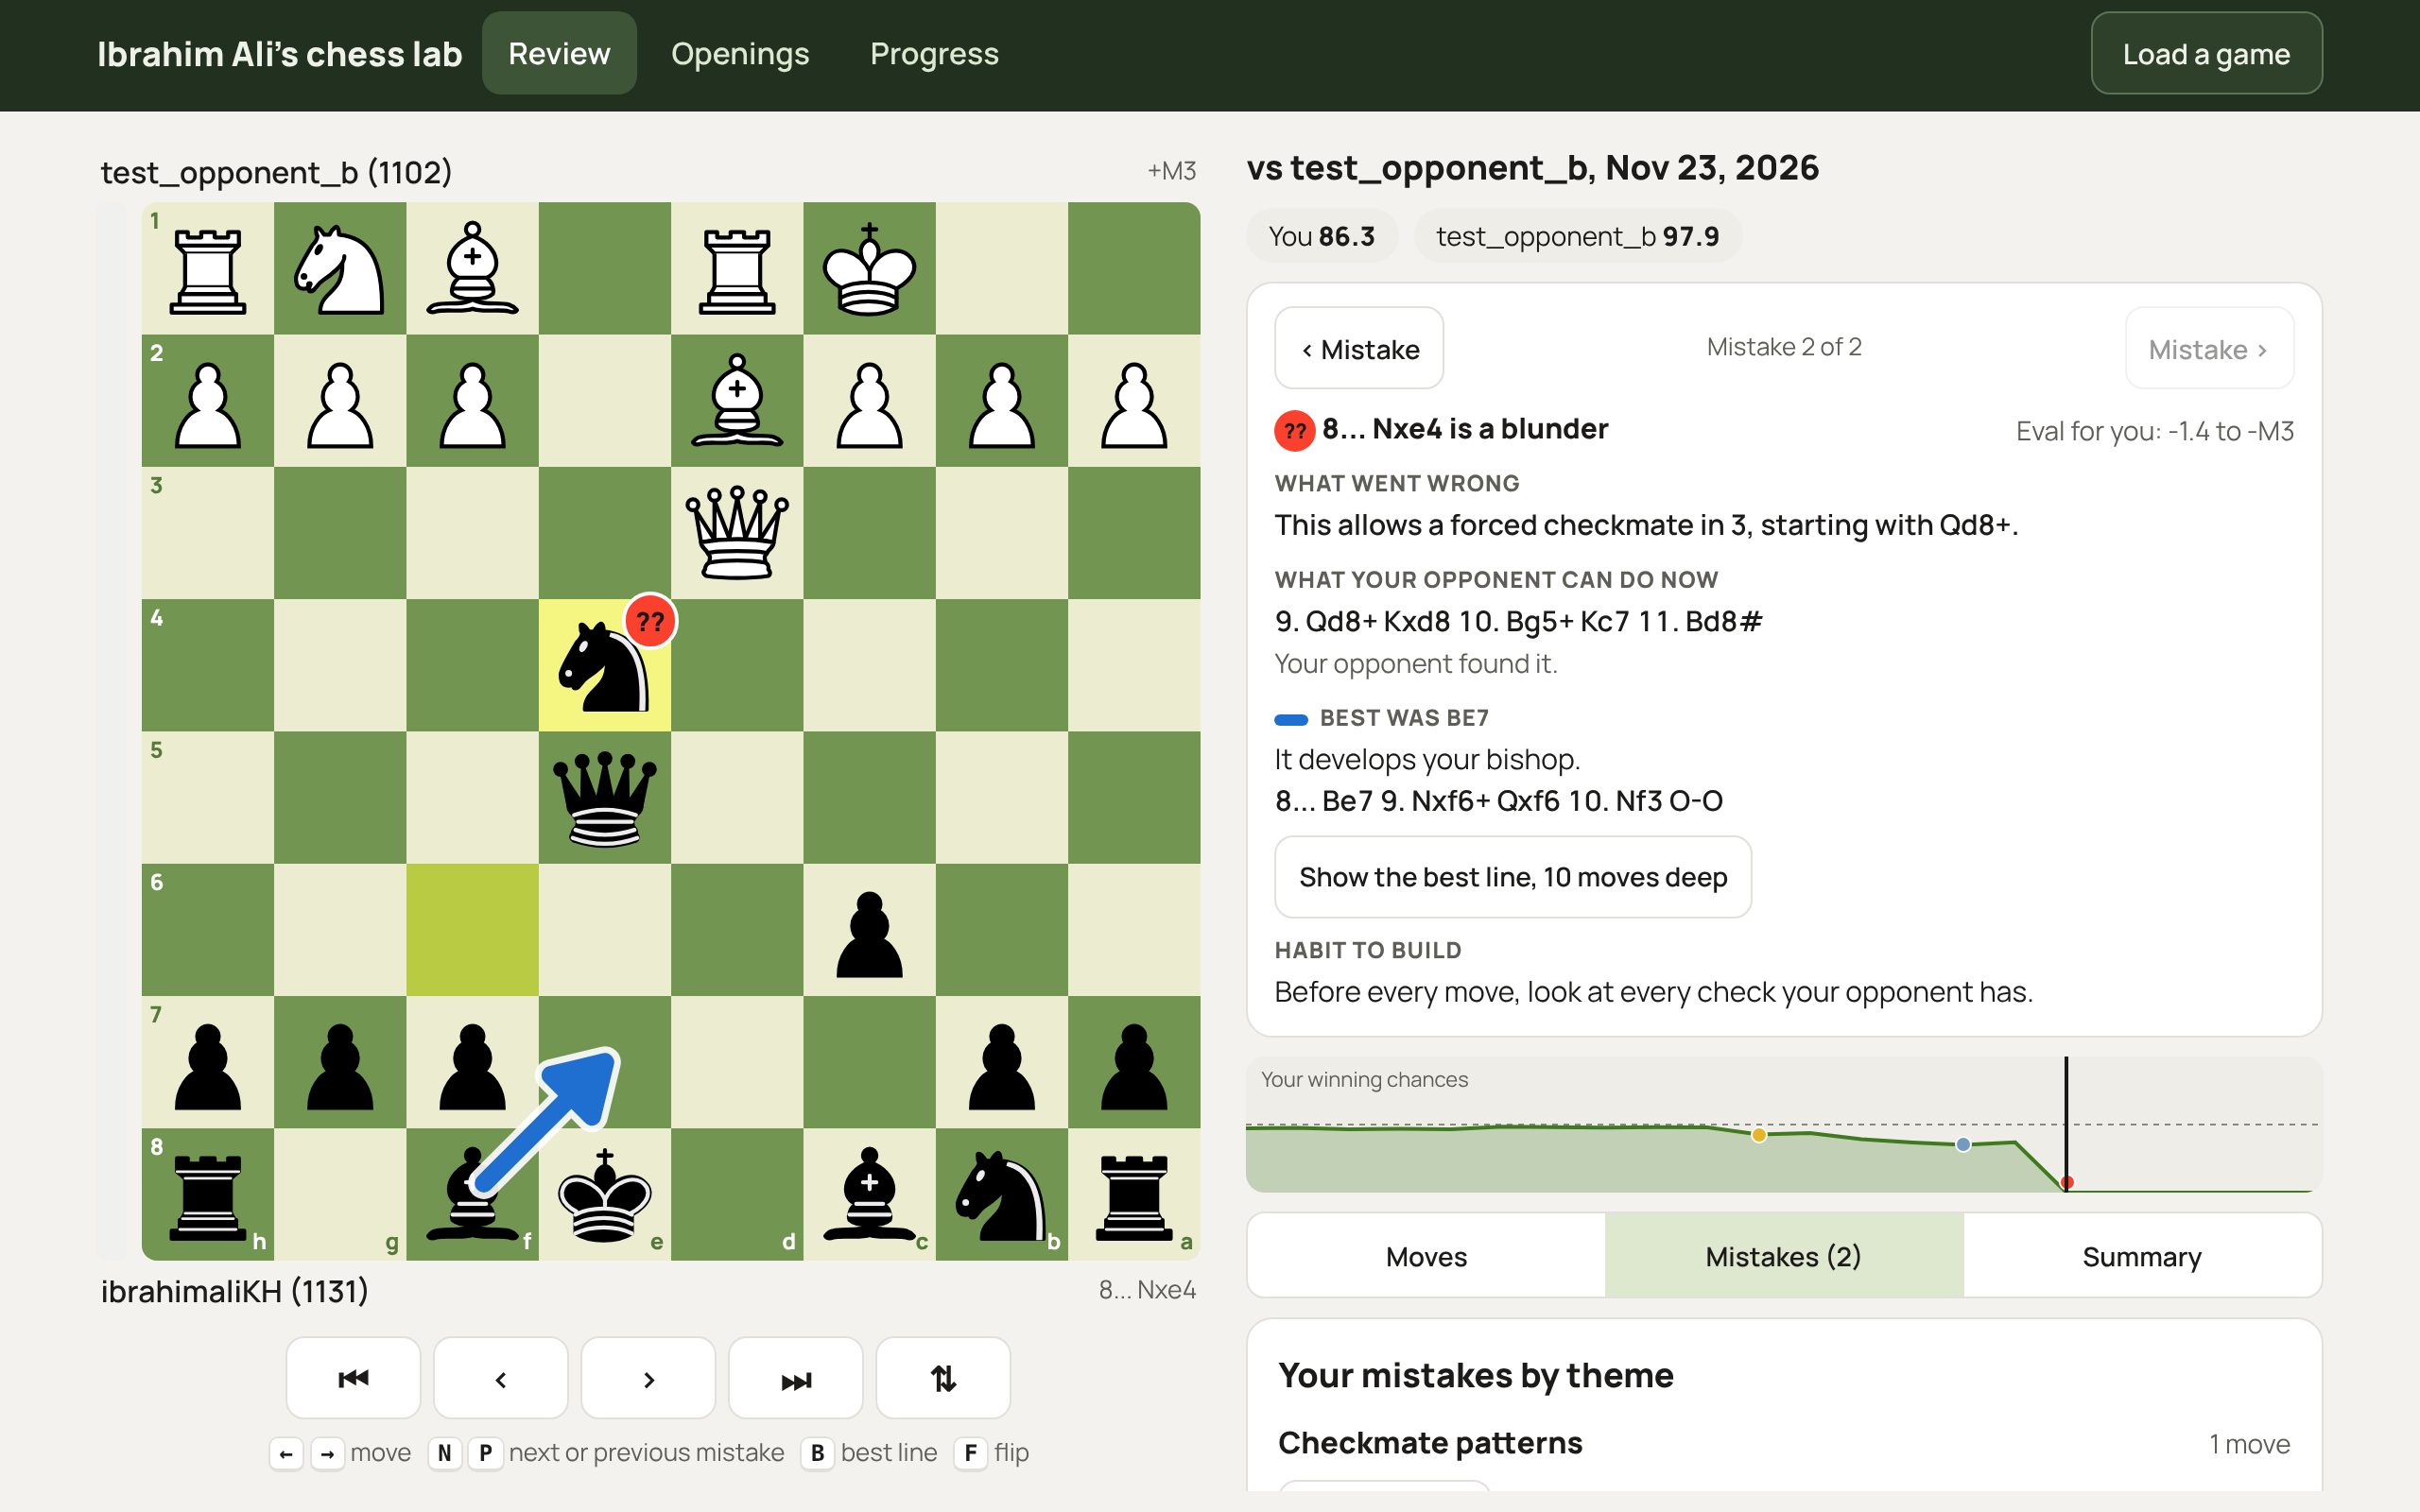 Ibrahim Ali's chess lab Review Openings Progress Load a game
test_opponent_b (1102) +M3
1
2
3
4 ??
5
6
7
8
h g f e d c b a
ibrahimaliKH (1131) 8... Nxe4
⏮ ‹ › ⏭ ⇅
← → move N P next or previous mistake B best line F flip
vs test_opponent_b, Nov 23, 2026
You 86.3 test_opponent_b 97.9
‹ Mistake Mistake 2 of 2 Mistake ›
?? 8... Nxe4 is a blunder Eval for you: -1.4 to -M3
WHAT WENT WRONG
This allows a forced checkmate in 3, starting with Qd8+.
WHAT YOUR OPPONENT CAN DO NOW
9. Qd8+ Kxd8 10. Bg5+ Kc7 11. Bd8#
Your opponent found it.
BEST WAS BE7
It develops your bishop.
8... Be7 9. Nxf6+ Qxf6 10. Nf3 O-O
Show the best line, 10 moves deep
HABIT TO BUILD
Before every move, look at every check your opponent has.
Your winning chances
Moves Mistakes (2) Summary
Your mistakes by theme
Checkmate patterns 1 move